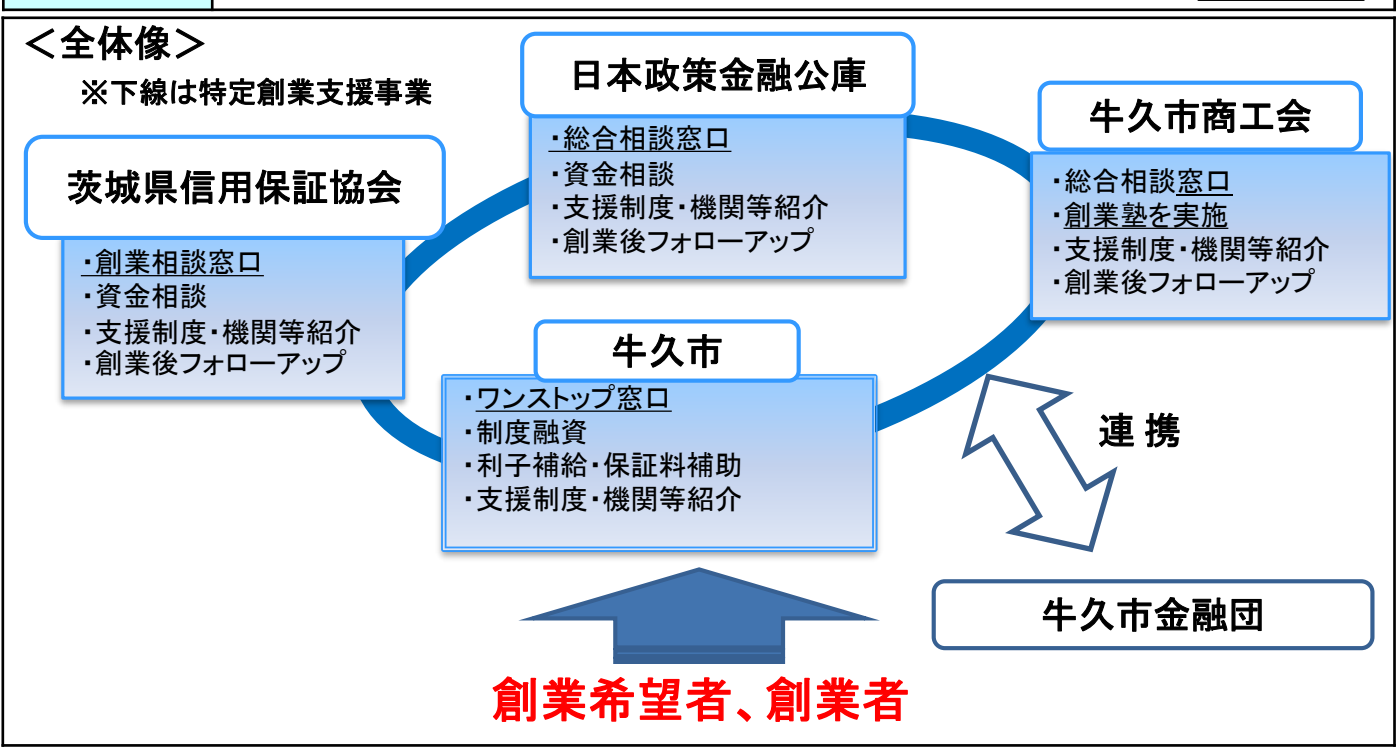 ＜全体像＞
※下線は特定創業支援事業
日本政策金融公庫
・総合相談窓口
・資金相談
・支援制度・機関等紹介
・創業後フォローアップ
牛久市商工会
・総合相談窓口
・創業塾を実施
・支援制度・機関等紹介
・創業後フォローアップ
茨城県信用保証協会
・創業相談窓口
・資金相談
・支援制度・機関等紹介
・創業後フォローアップ
牛久市
・ワンストップ窓口
・制度融資
・利子補給・保証料補助
・支援制度・機関等紹介
連 携
牛久市金融団
創業希望者、創業者